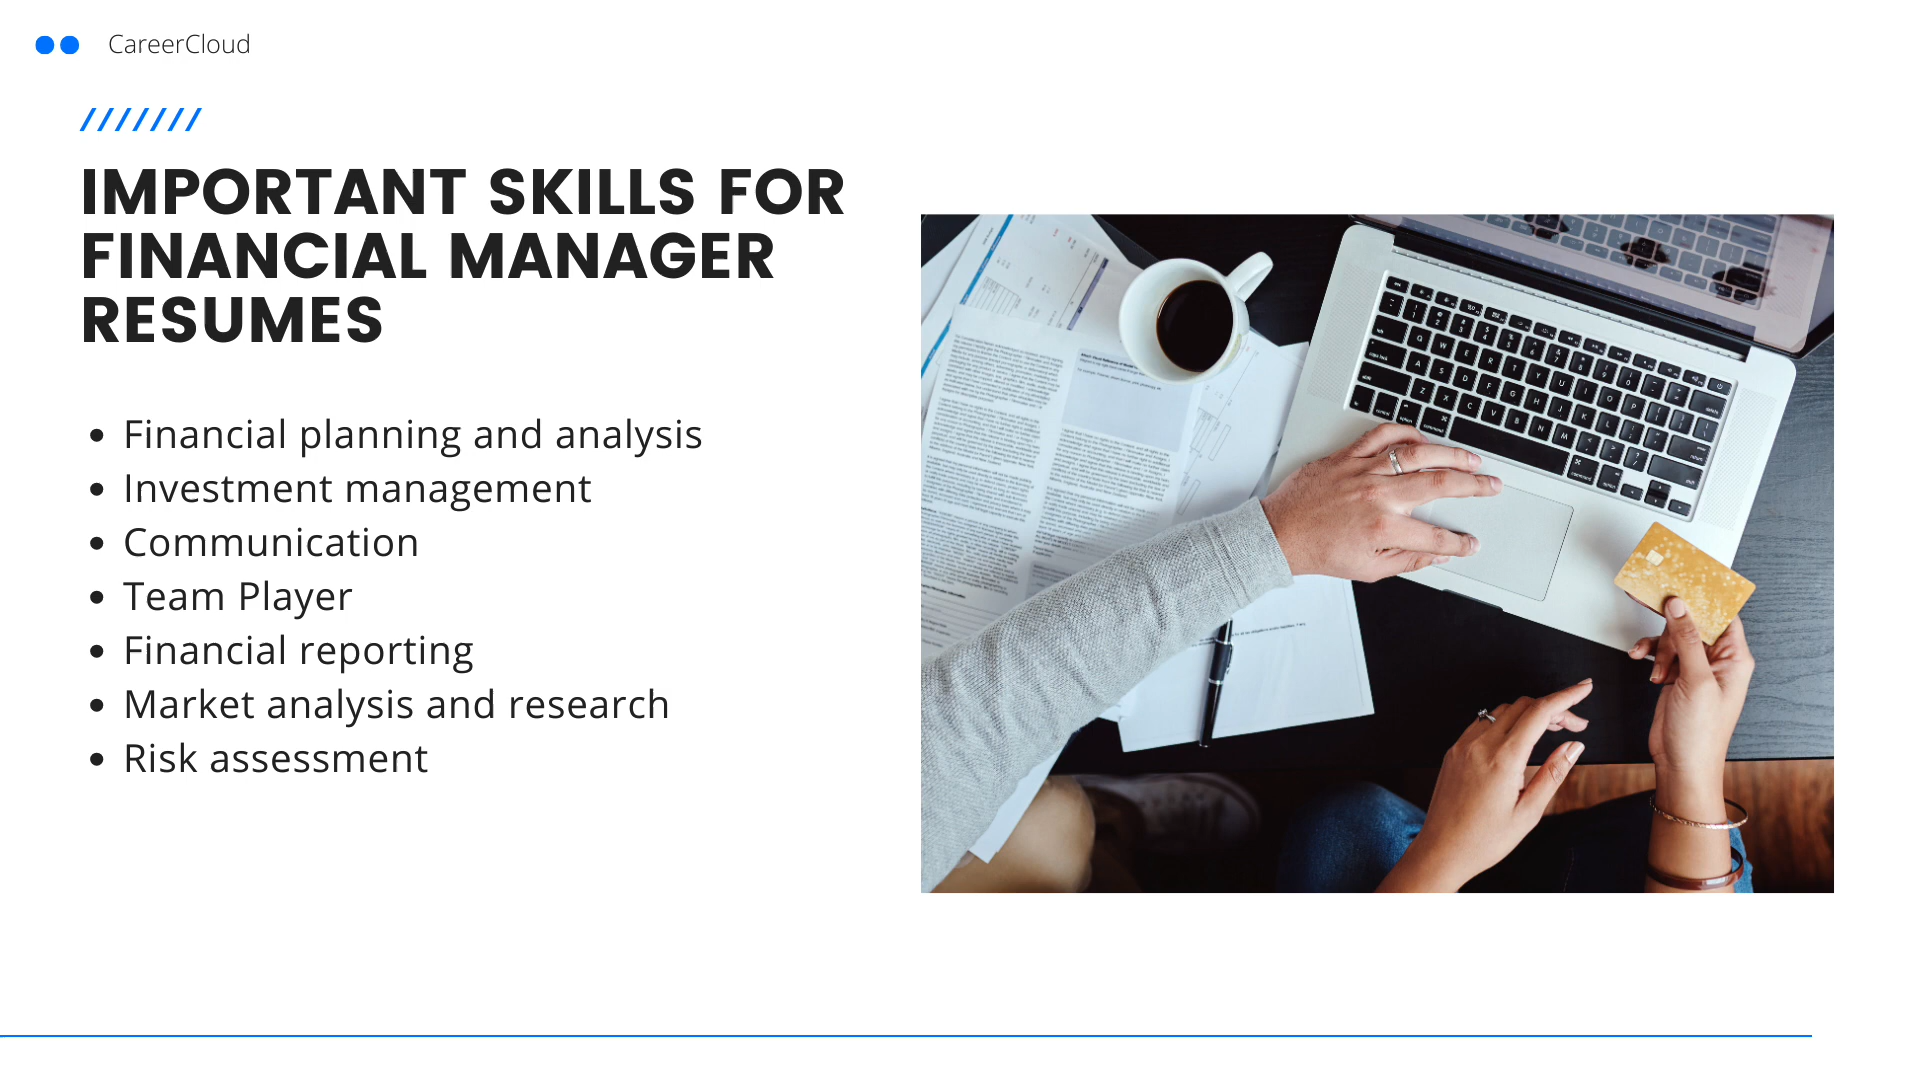 CareerCloud
IMPORTANT SKILLS FOR
FINANCIAL MANAGER
RESUMES
Financial planning and analysis
Investment management
Communication
Team Player
Financial reporting
Market analysis and research
Risk assessment